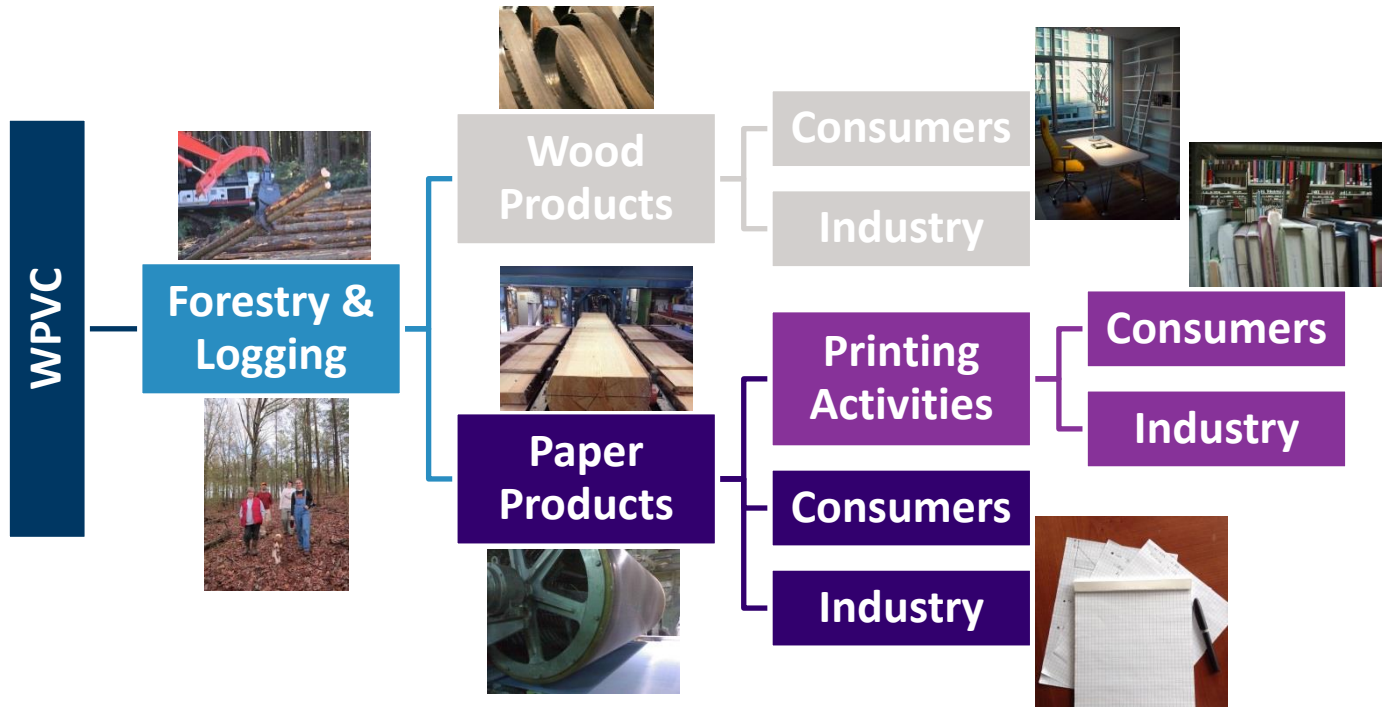 WPVC
Forestry &
Logging
Wood
Products
Consumers
Industry
Paper
Products
Printing
Activities
Consumers
Industry
Consumers
Industry